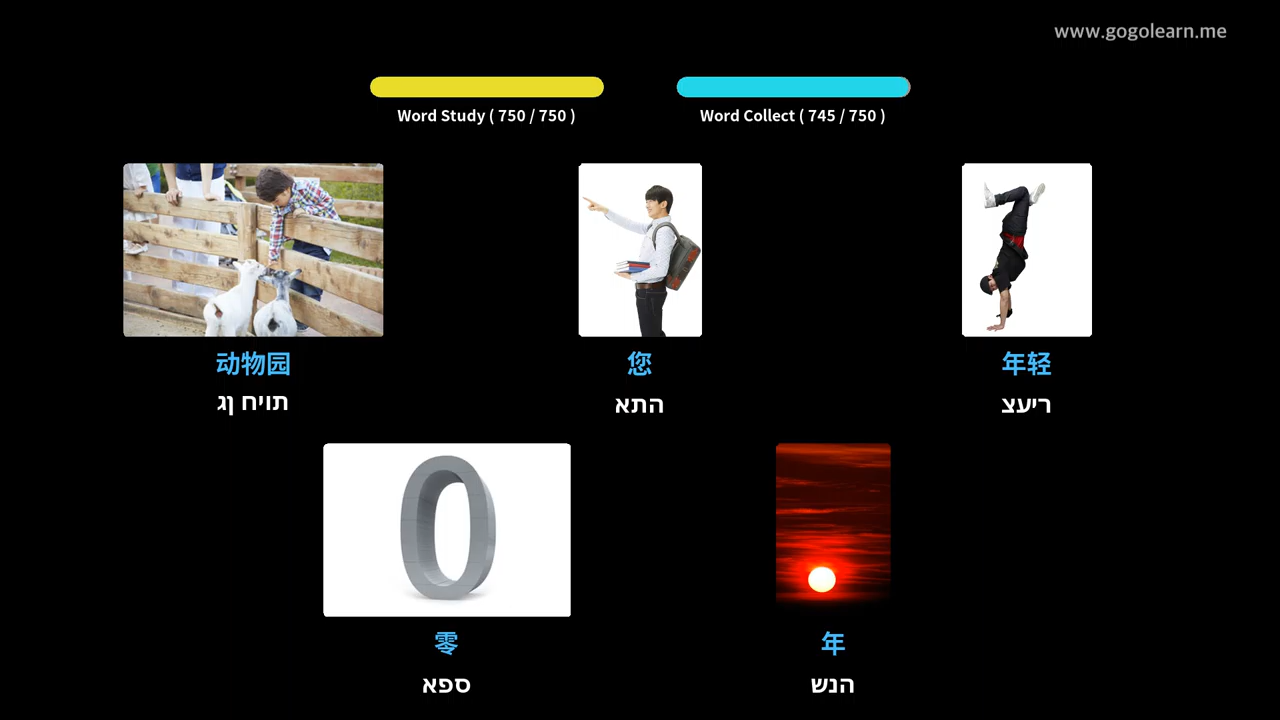 www.gogolearn.me
Word Study ( 750 / 750 )
Word Collect ( 745 / 750 )
动物园
תויח ןג
您
התא
年轻
ריעצ
零
ספא
年
הנש